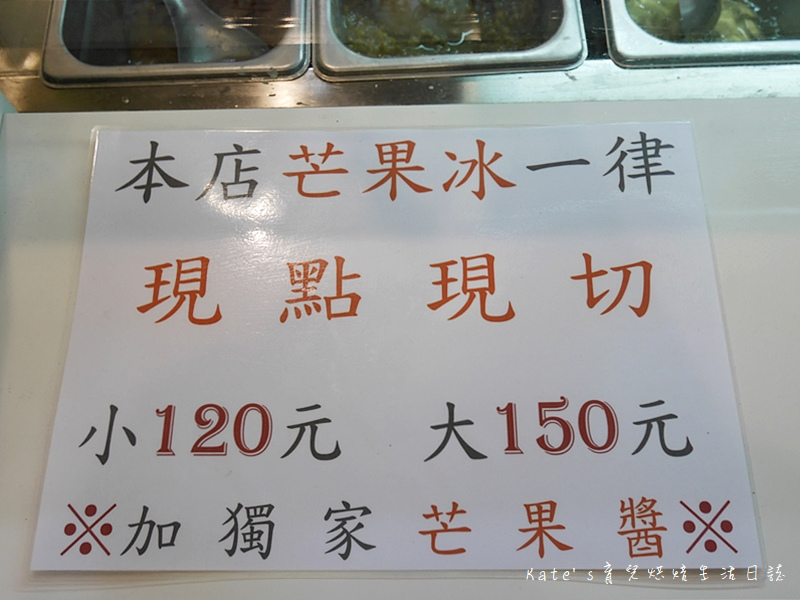 本店芒果冰一律
現點現切
小120元 大150元
※加獨家芒果醬※
Kate's育兒烘焙生活日誌